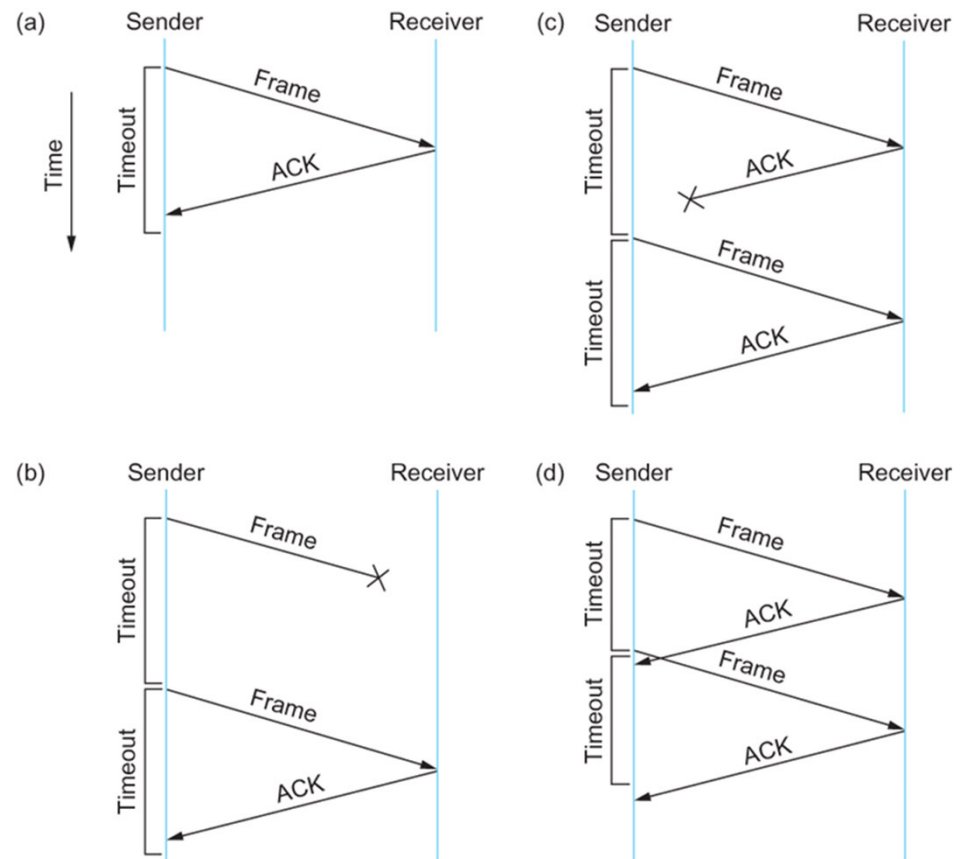 (a)
Sender
Receiver
Time
Timeout
Frame
ACK
(c)
Sender
Receiver
Timeout
Frame
ACK
Timeout
Frame
ACK
(b)
Sender
Receiver
Timeout
Frame
Timeout
Frame
ACK
(d)
Sender
Receiver
Timeout
Frame
ACK
Timeout
Frame
ACK